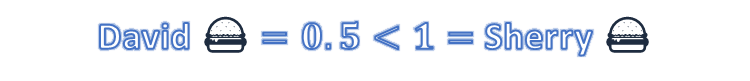 David 🍔 = 0.5 < 1 = Sherry 🍔